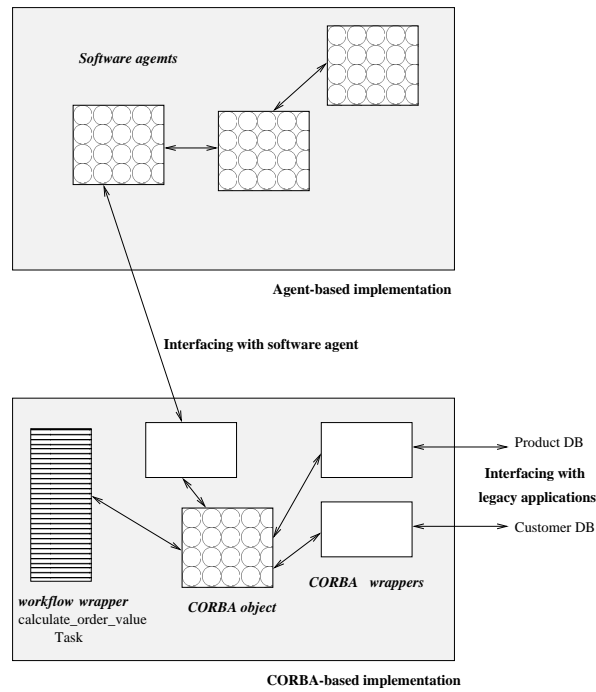 Software agemts
Agent-based implementation
Interfacing with software agent
Product DB
Interfacing with
legacy applications
Customer DB
CORBA wrappers
workflow wrapper
calculate_order_value
Task
CORBA object
CORBA-based implementation